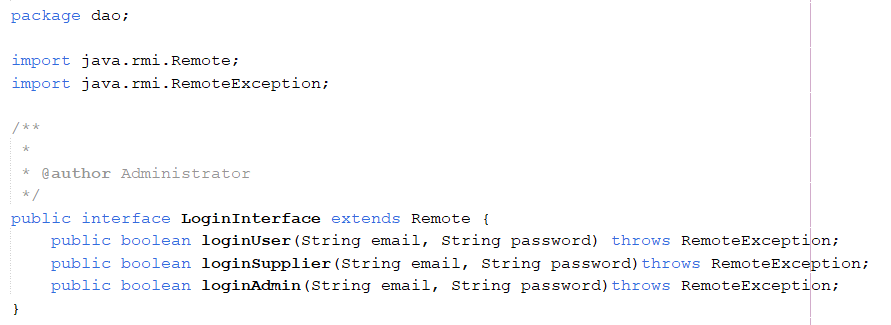 package dao;
import java.rmi.Remote;
import java.rmi.RemoteException;
/**
*
* @author Administrator
*/
public interface LoginInterface extends Remote {
public boolean loginUser(String email, String password) throws RemoteException;
public boolean loginSupplier(String email, String password)throws RemoteException;
public boolean loginAdmin(String email, String password)throws RemoteException;
}